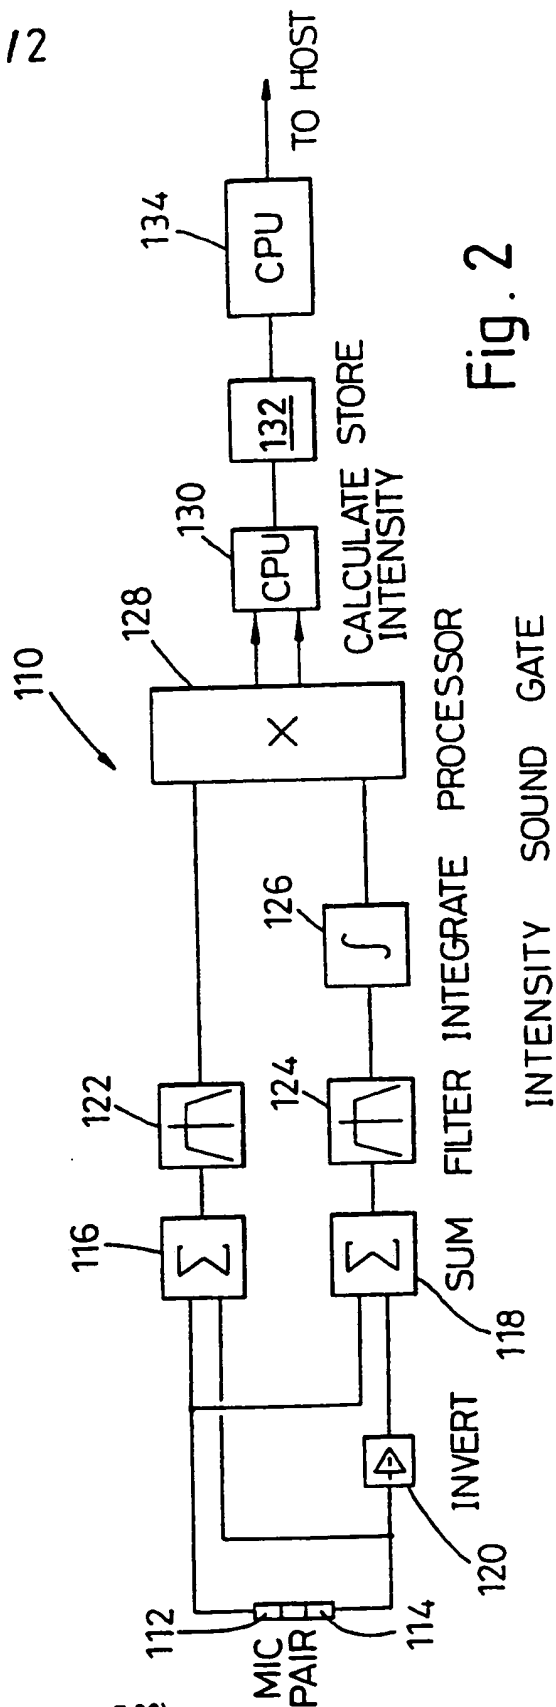 /2
110
112
MIC
PAIR
114
INVERT
120
116
118
SUM
122
124
FILTER
126
INTEGRATE
128
X
PROCESSOR
130
CPU
CALCULATE
INTENSITY
132
STORE
134
CPU
TO HOST
INTENSITY SOUND GATE
Fig. 2